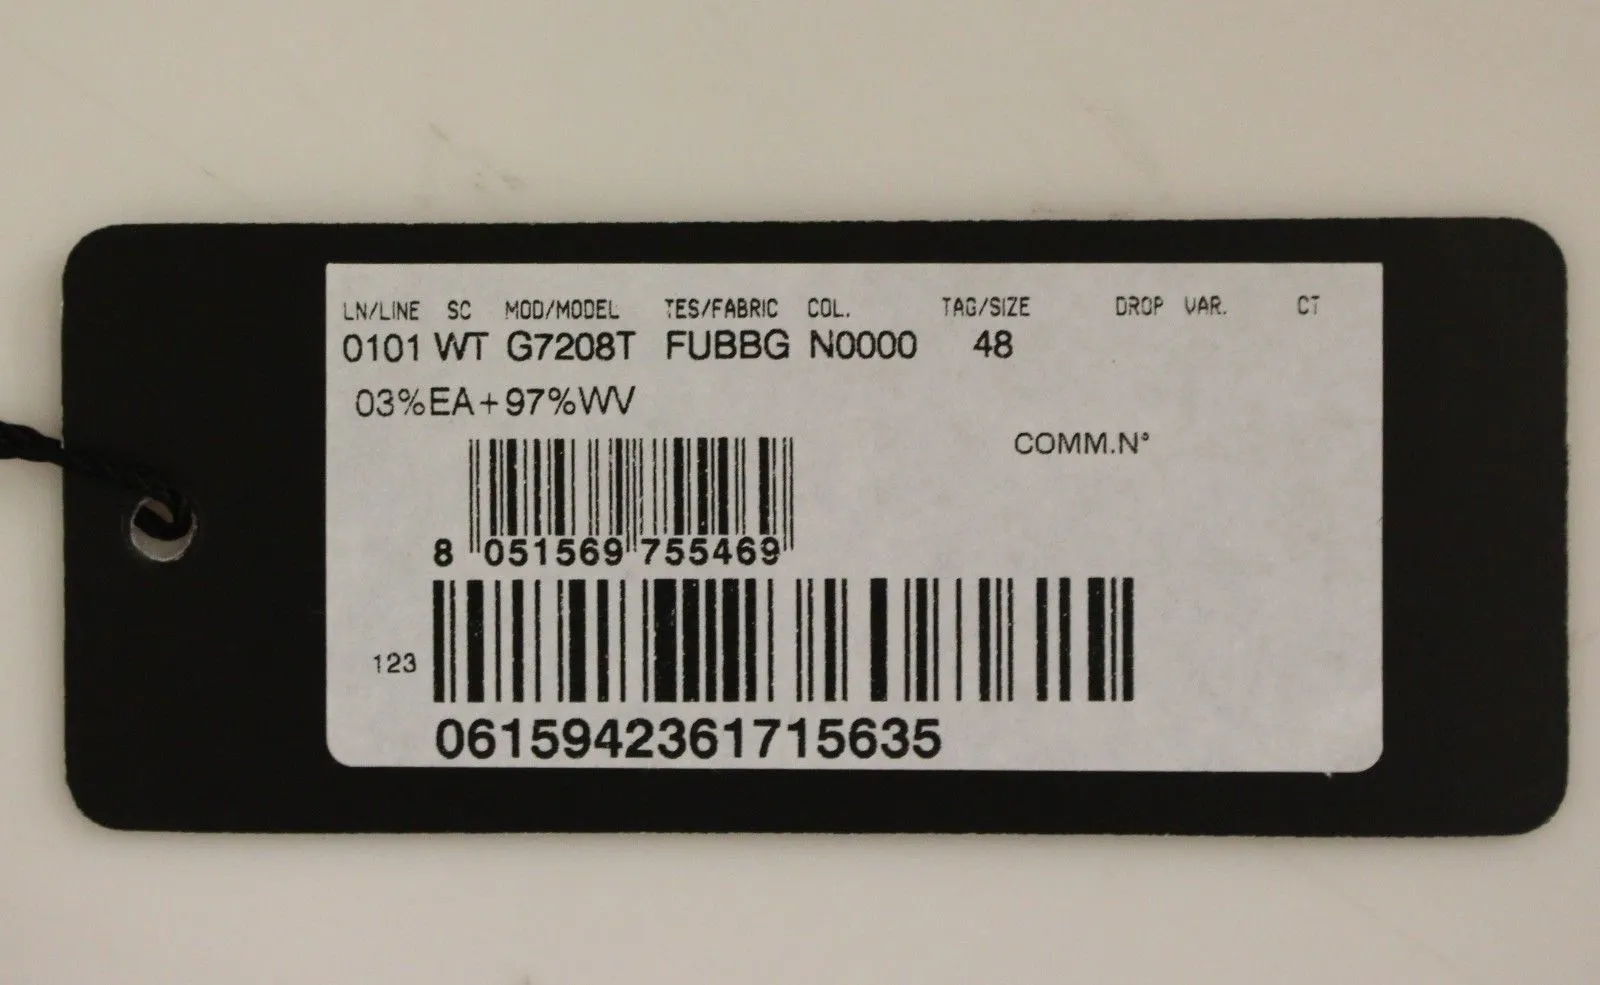 LN/LINE SC MOD/MODEL TES/FABRIC COL. TAG/SIZE DROP VAR. CT
0101 WT G7208T FUBBG N0000 48
03%EA+97%WV
COMM.N°
8 051569 755469
123
0615942361715635